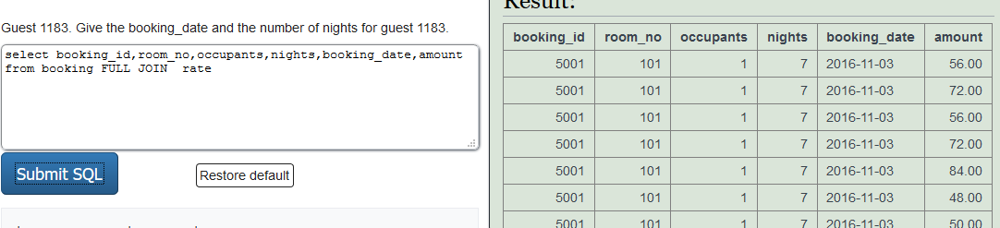 Result:
Guest 1183. Give the booking_date and the number of nights for guest 1183.
select booking_id,room_no,occupants,nights,booking_date,amount
from booking FULL JOIN  rate
Submit SQL
Restore default
booking_id room_no occupants nights booking_date amount
5001 101 1 7 2016-11-03 56.00
5001 101 1 7 2016-11-03 72.00
5001 101 1 7 2016-11-03 56.00
5001 101 1 7 2016-11-03 72.00
5001 101 1 7 2016-11-03 84.00
5001 101 1 7 2016-11-03 48.00
5001 101 1 7 2016-11-03 50.00